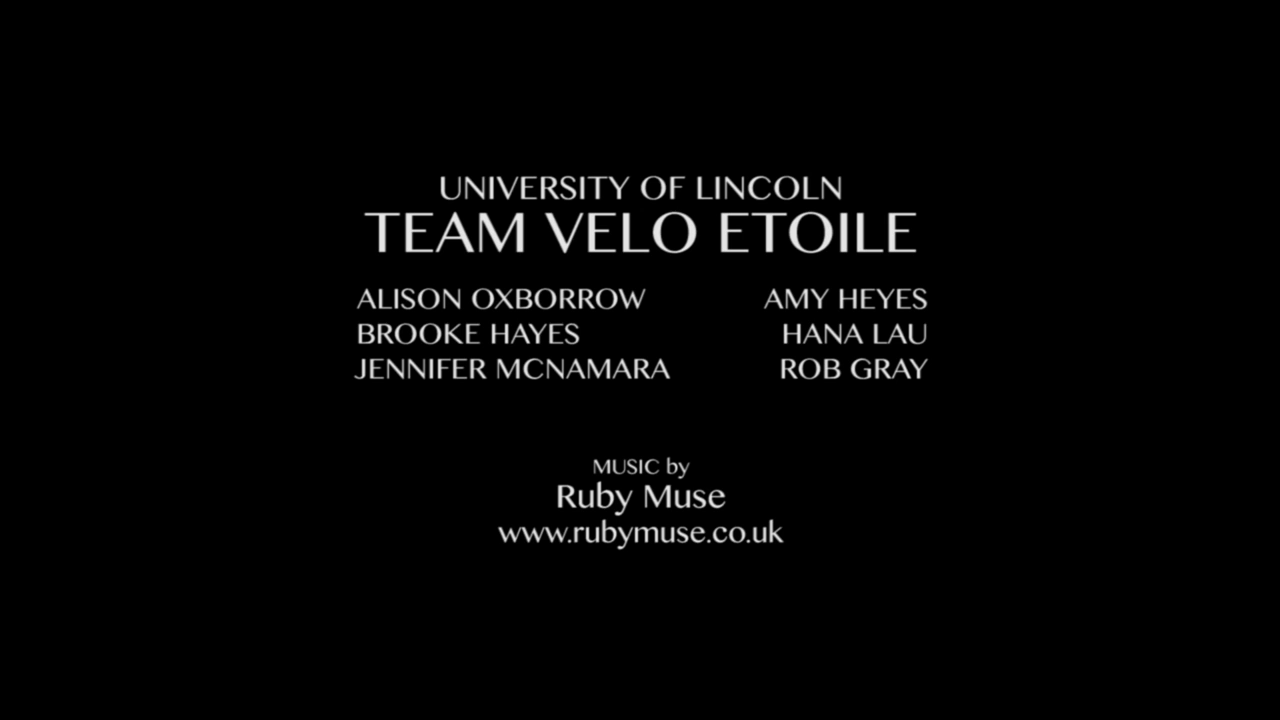 UNIVERSITY OF LINCOLN
TEAM VELO ETOILE
ALISON OXBORROW AMY HEYES
BROOKE HAYES HANA LAU
JENNIFER MCNAMARA ROB GRAY
MUSIC by
Ruby Muse
www.rubymuse.co.uk